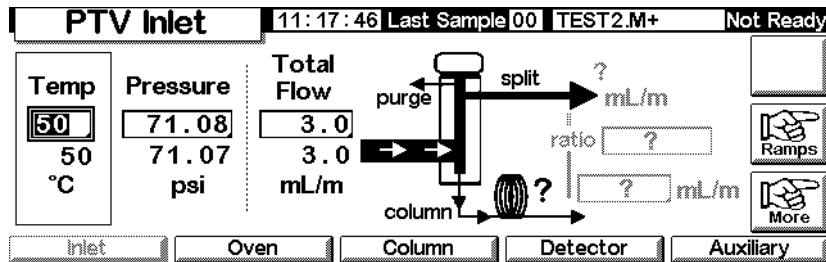 PTV Inlet 11:17:46 Last Sample 00 TEST2.M+ Not Ready
Temp Pressure Total Flow
50 71.08 3.0
50 71.07 3.0
°C psi mL/m
purge split ? mL/m
ratio ?
column ? ? mL/m
Ramps
More
Inlet Oven Column Detector Auxiliary